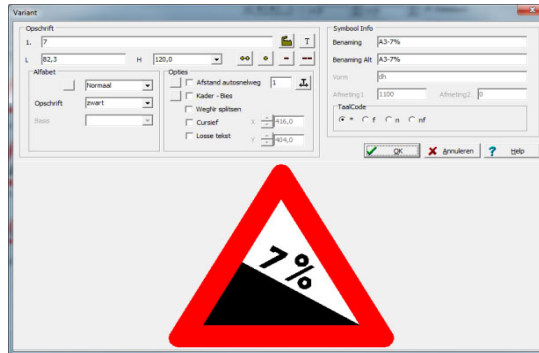 Variant
Opschrift
1. 7 T
L 82,3 H 120,0
Alfabet
Normaal
Opschrift zwart
Basis
Opties
Afstand autosnelweg 1
Kader - Bies
WegNr splitsen
Cursief X 416,0
Losse tekst Y 404,0
Symbool Info
Benaming A3-7%
Benaming Alt A3-7%
Vorm dh
Afmeting1 1100 Afmeting2 0
TaalCode
* f n nf
OK Annuleren ? Help
7%